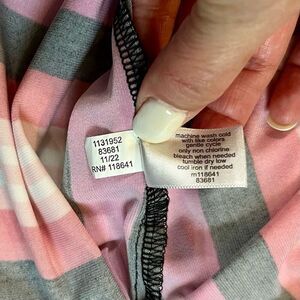 1131952
83681
11/22
RN# 118641
machine wash cold
with like colors
gentle cycle
only non chlorine
bleach when needed
tumble dry low
cool iron if needed
m118641
83681